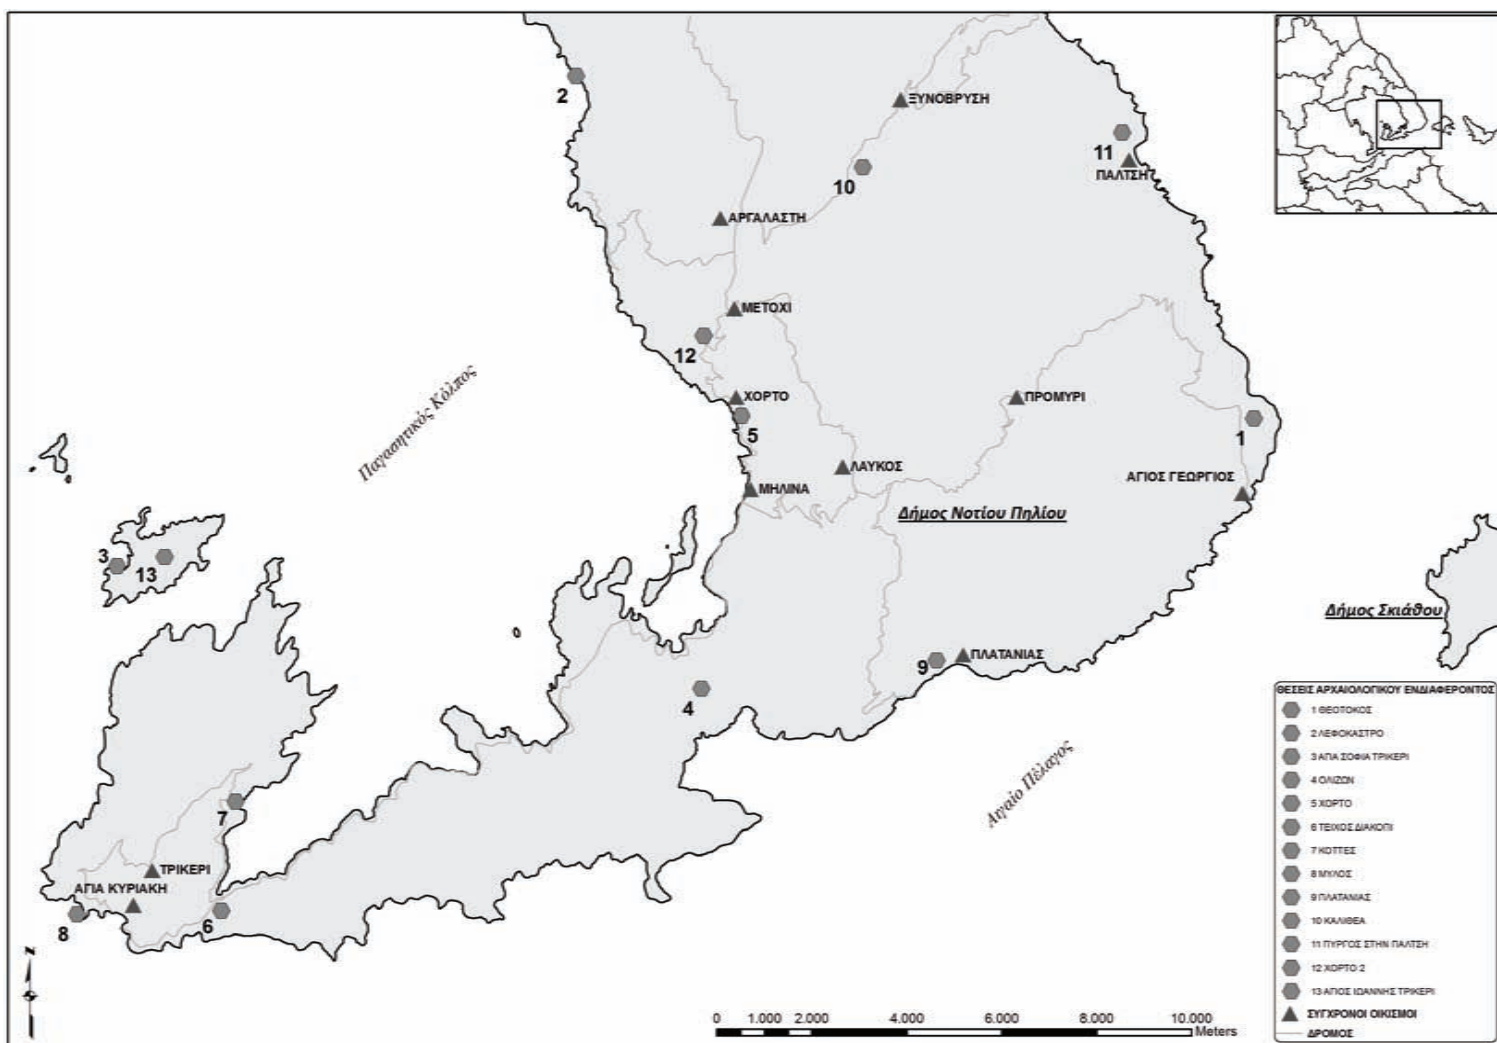 2
ΞΥΝΟΒΡΥΣΗ
11
ΠΑΛΤΣΗ
10
ΑΡΓΑΛΑΣΤΗ
ΜΕΤΟΧΙ
12
Παγασητικός Κόλπος
ΧΟΡΤΟ
5
ΠΡΟΜΥΡΙ
1
ΛΑΥΚΟΣ
ΑΓΙΟΣ ΓΕΩΡΓΙΟΣ
ΜΗΛΙΝΑ
Δήμος Νοτίου Πηλίου
3
13
Δήμος Σκιάθου
9
ΠΛΑΤΑΝΙΑΣ
4
Αιγαίο Πέλαγος
7
ΤΡΙΚΕΡΙ
ΑΓΙΑ ΚΥΡΙΑΚΗ
8
6
N
0 1.000 2.000 4.000 6.000 8.000 10.000
Meters
ΘΕΣΕΙΣ ΑΡΧΑΙΟΛΟΓΙΚΟΥ ΕΝΔΙΑΦΕΡΟΝΤΟΣ
1 ΘΕΟΤΟΚΟΣ
2 ΛΕΦΟΚΑΣΤΡΟ
3 ΑΓΙΑ ΣΟΦΙΑ ΤΡΙΚΕΡΙ
4 ΟΛΙΖΩΝ
5 ΧΟΡΤΟ
6 ΤΕΙΧΟΣ ΔΙΑΚΟΠΙ
7 ΚΟΤΤΕΣ
8 ΜΥΛΟΣ
9 ΠΛΑΤΑΝΙΑΣ
10 ΚΑΛΙΘΕΑ
11 ΠΥΡΓΟΣ ΣΤΗΝ ΠΑΛΤΣΗ
12 ΧΟΡΤΟ 2
13 ΑΓΙΟΣ ΙΩΑΝΝΗΣ ΤΡΙΚΕΡΙ
ΣΥΓΧΡΟΝΟΙ ΟΙΚΙΣΜΟΙ
ΔΡΟΜΟΣ